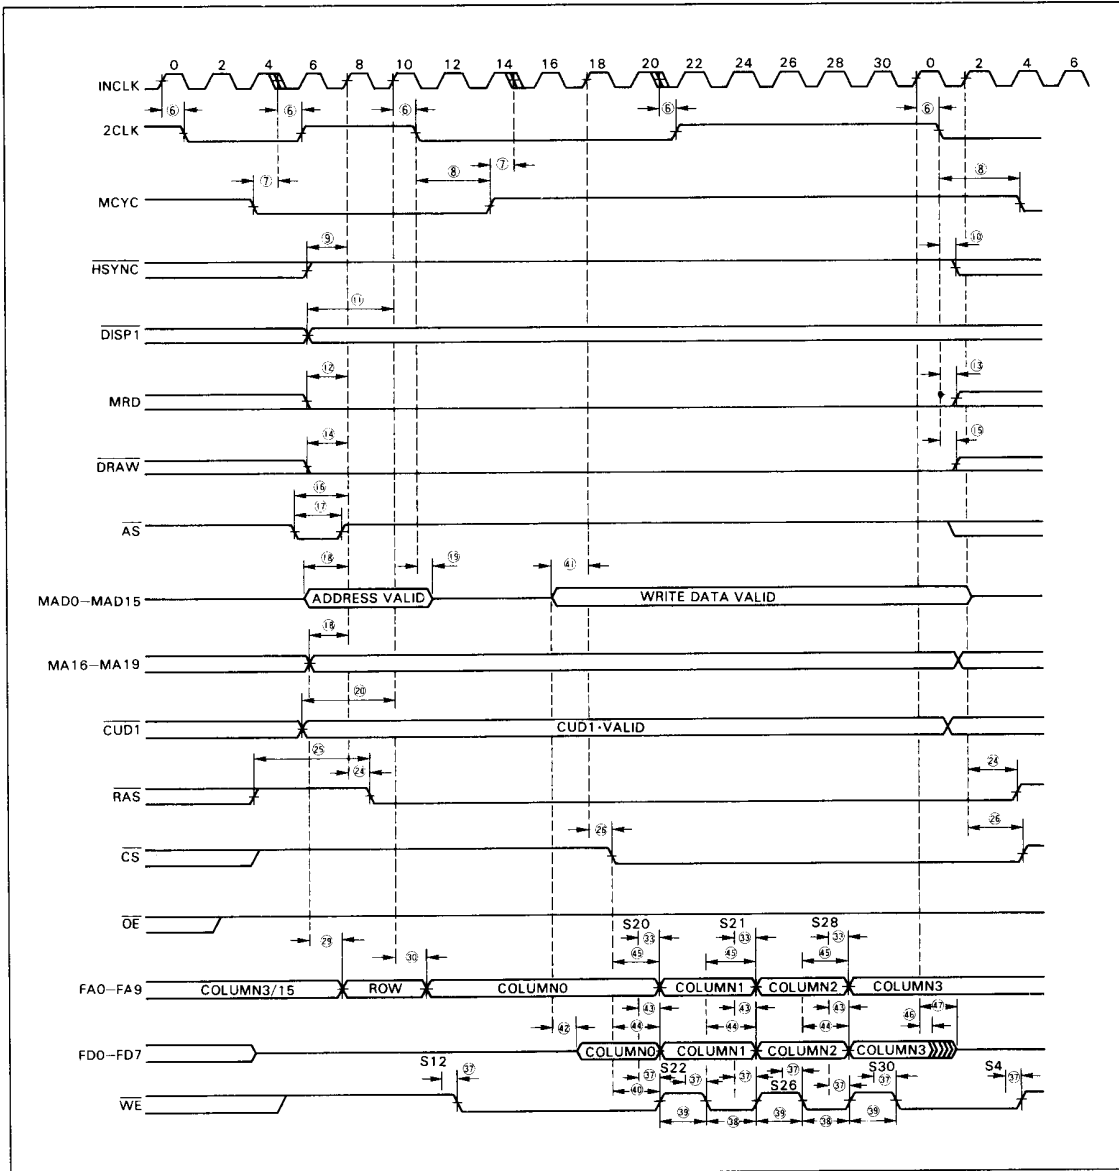 0 2 4 6 8 10 12 14 16 18 20 22 24 26 28 30 0 2 4 6
INCLK
⑥ ⑥ ⑥ ⑥ ⑥
2CLK
⑦ ⑧ ⑦ ⑧
MCYC
⑨ ⑩
HSYNC
⑪
DISP1
⑫ ⑬
MRD
⑭ ⑮
DRAW
⑯
⑰
AS
⑱ ⑲ ㊶
MAD0-MAD15 ADDRESS VALID WRITE DATA VALID
⑱
MA16-MA19
⑳
CUD1 CUD1·VALID
㉕
㉔ ㉔
RAS
㉖ ㉖
CS
OE S20 S21 S28
㉙ ㉝ ㉝ ㉝
㉚ ㊺ ㊺ ㊺
FA0-FA9 COLUMN3/15 ROW COLUMN0 COLUMN1 COLUMN2 COLUMN3
㊸ ㊸ ㊸ ㊼
㊷ ㊹ ㊹ ㊹ ㊻
FD0-FD7 COLUMN0 COLUMN1 COLUMN2 COLUMN3
S12 S22 S30 S4
㊲ ㊲ ㊲ ㊲ ㊲ ㊲ ㊲ ㊲
㊵ S26
WE
㊴ ㊳ ㊴ ㊳ ㊴